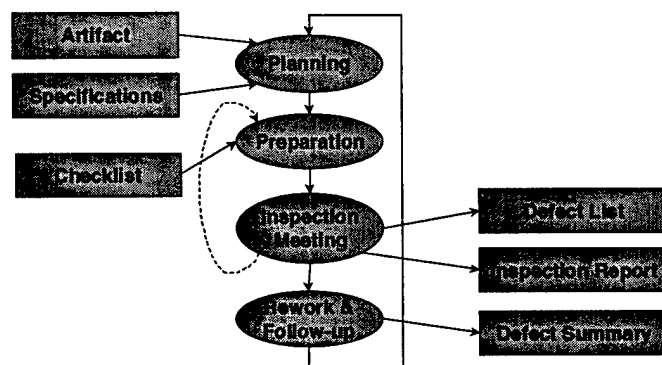 Artifact
Planning
Specifications
Preparation
Checklist
Inspection
Meeting
Defect List
Inspection Report
Rework &
Follow-up
Defect Summary